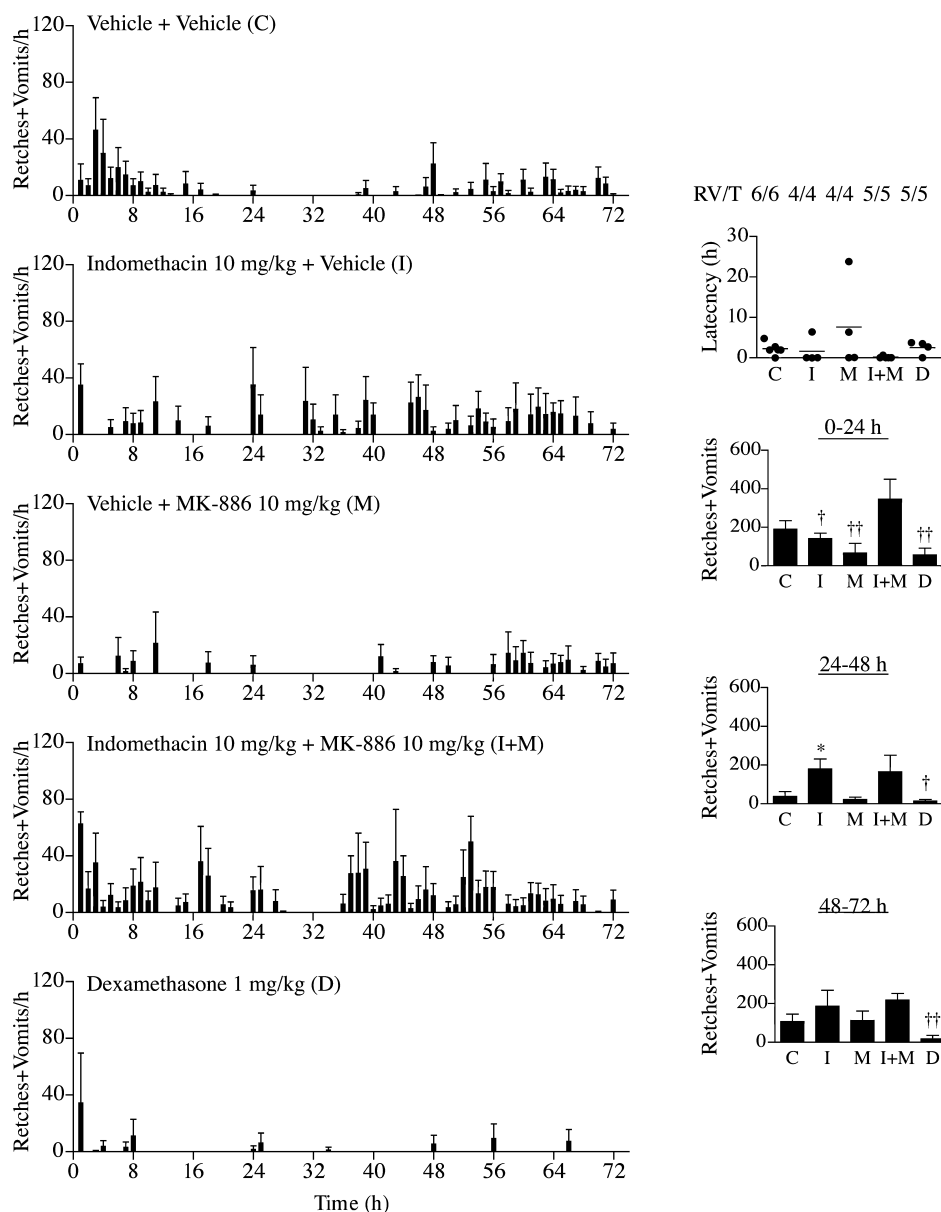 Vehicle + Vehicle (C)
Retches+Vomits/h
120
80
40
0
0 8 16 24 32 40 48 56 64 72
Indomethacin 10 mg/kg + Vehicle (I)
Retches+Vomits/h
120
80
40
0
0 8 16 24 32 40 48 56 64 72
Vehicle + MK-886 10 mg/kg (M)
Retches+Vomits/h
120
80
40
0
0 8 16 24 32 40 48 56 64 72
Indomethacin 10 mg/kg + MK-886 10 mg/kg (I+M)
Retches+Vomits/h
120
80
40
0
0 8 16 24 32 40 48 56 64 72
Dexamethasone 1 mg/kg (D)
Retches+Vomits/h
120
80
40
0
0 8 16 24 32 40 48 56 64 72
Time (h)
RV/T 6/6 4/4 4/4 5/5 5/5
Latecncy (h)
30
20
10
0
C I M I+M D
0-24 h
Retches+Vomits
600
400
200
0
† †† ††
C I M I+M D
24-48 h
Retches+Vomits
600
400
200
0
* †
C I M I+M D
48-72 h
Retches+Vomits
600
400
200
0
††
C I M I+M D